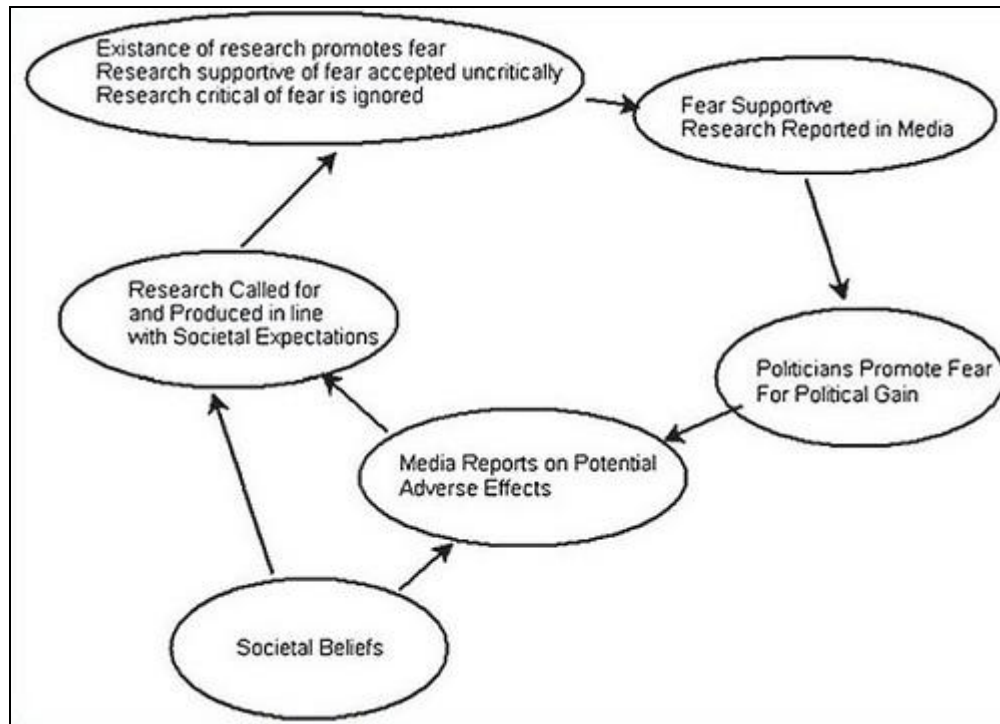 Existance of research promotes fear
Research supportive of fear accepted uncritically
Research critical of fear is ignored
Fear Supportive
Research Reported in Media
Research Called for
and Produced in line
with Societal Expectations
Politicians Promote Fear
For Political Gain
Media Reports on Potential
Adverse Effects
Societal Beliefs